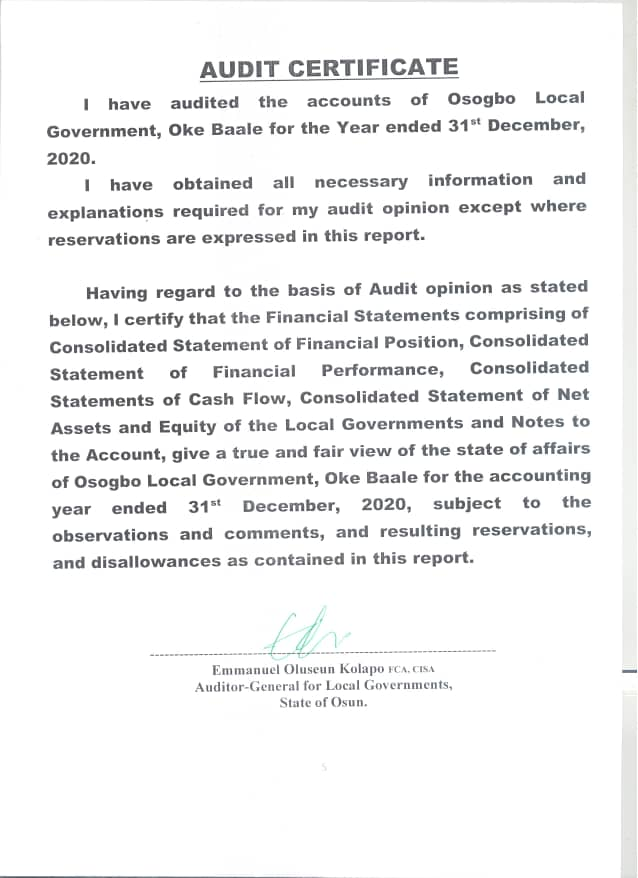 AUDIT CERTIFICATE
I have audited the accounts of Osogbo Local
Government, Oke Baale for the Year ended 31st December,
2020.
I have obtained all necessary information and
explanations required for my audit opinion except where
reservations are expressed in this report.
Having regard to the basis of Audit opinion as stated
below, I certify that the Financial Statements comprising of
Consolidated Statement of Financial Position, Consolidated
Statement of Financial Performance, Consolidated
Statements of Cash Flow, Consolidated Statement of Net
Assets and Equity of the Local Governments and Notes to
the Account, give a true and fair view of the state of affairs
of Osogbo Local Government, Oke Baale for the accounting
year ended 31st December, 2020, subject to the
observations and comments, and resulting reservations,
and disallowances as contained in this report.
Emmanuel Oluseun Kolapo FCA, CISA
Auditor-General for Local Governments,
State of Osun.
5